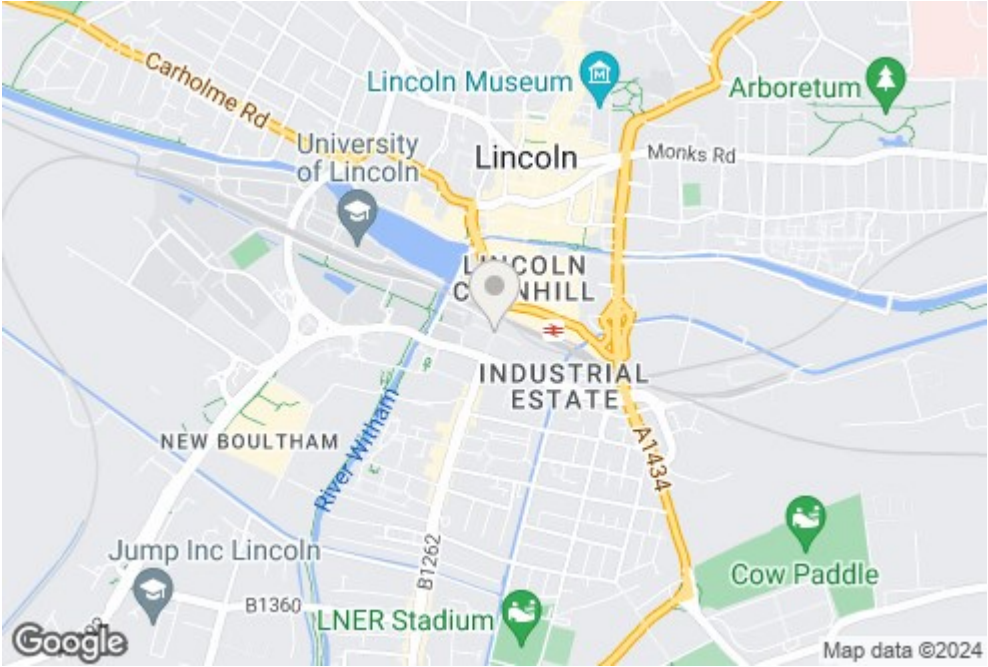 Carholme Rd
Lincoln Museum
Arboretum
University
of Lincoln
Lincoln
Monks Rd
LINCOLN
CORNHILL
INDUSTRIAL
ESTATE
NEW BOULTHAM
River Witham
A1434
B1262
Jump Inc Lincoln
B1360
LNER Stadium
Cow Paddle
Google
Map data ©2024